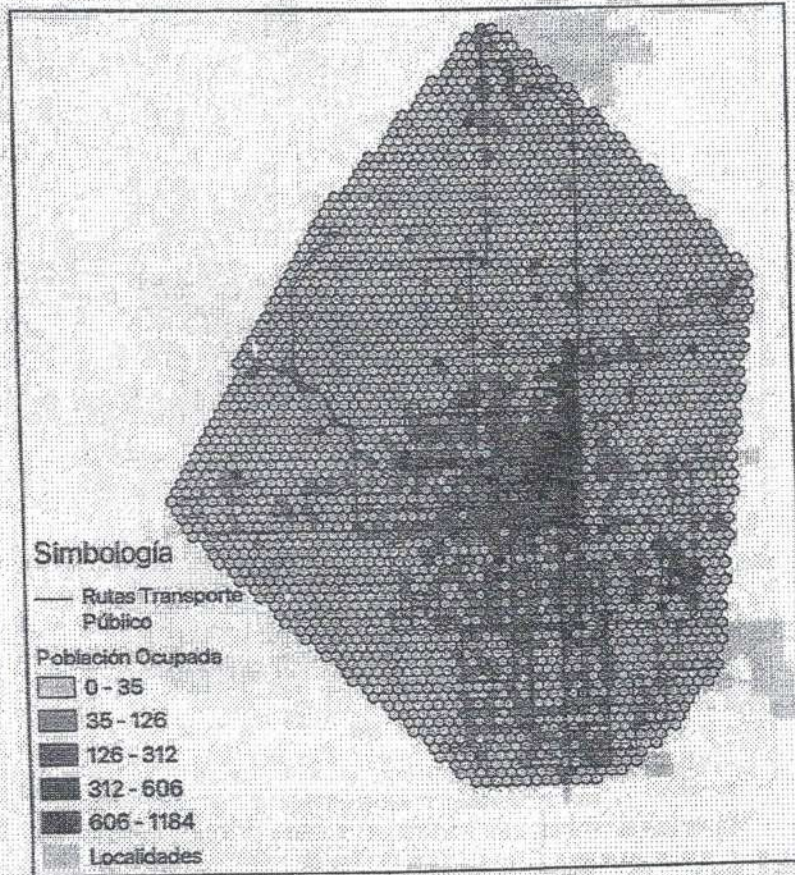 Simbología
Rutas Transporte
Público
Población Ocupada
0 - 35
35 - 126
126 - 312
312 - 606
606 - 1184
Localidades